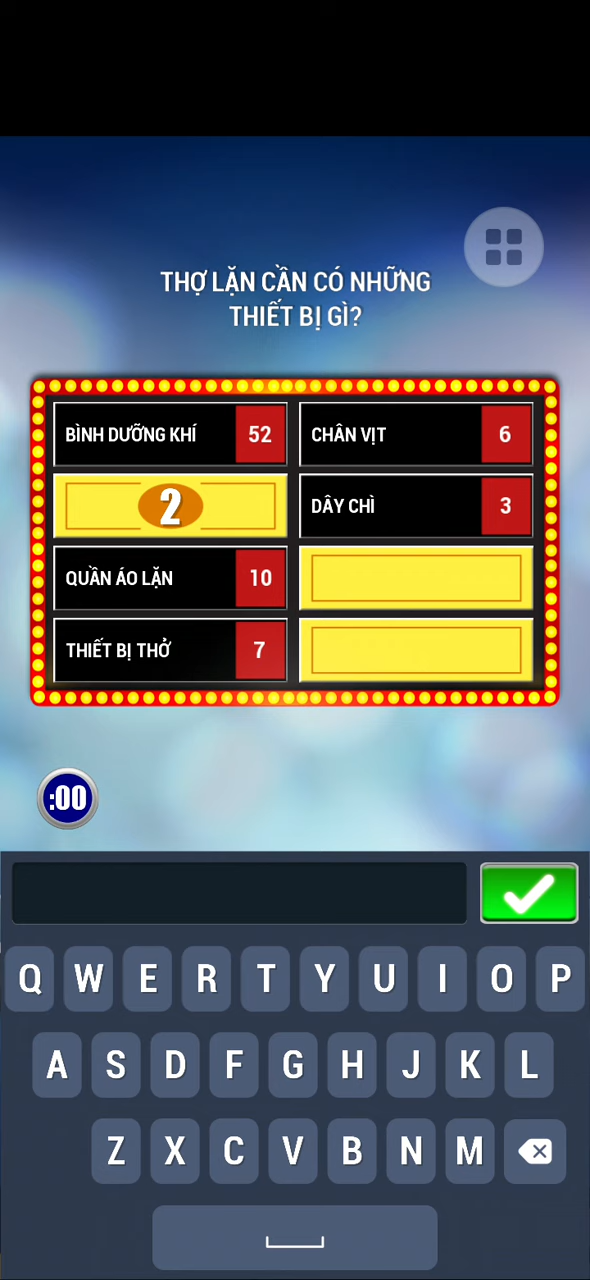 THỢ LẶN CẦN CÓ NHỮNG
THIẾT BỊ GÌ?
BÌNH DƯỠNG KHÍ 52
CHÂN VỊT 6
2
DÂY CHÌ 3
QUẦN ÁO LẶN 10
THIẾT BỊ THỞ 7
:00
Q W E R T Y U I O P
A S D F G H J K L
Z X C V B N M